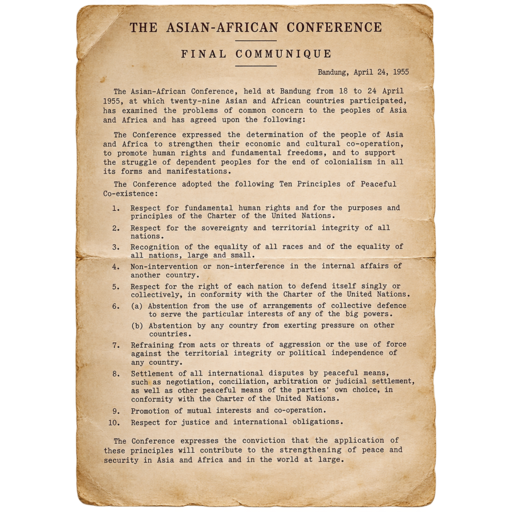 THE ASIAN-AFRICAN CONFERENCE
FINAL COMMUNIQUE
Bandung, April 24, 1955
The Asian-African Conference, held at Bandung from 18 to 24 April
1955, at which twenty-nine Asian and African countries participated,
has examined the problems of common concern to the peoples of Asia
and Africa and has agreed upon the following:
The Conference expressed the determination of the people of Asia
and Africa to strengthen their economic and cultural co-operation,
to promote human rights and fundamental freedoms, and to support
the struggle of dependent peoples for the end of colonialism in all
its forms and manifestations.
The Conference adopted the following Ten Principles of Peaceful
Co-existence:
1. Respect for fundamental human rights and for the purposes and
principles of the Charter of the United Nations.
2. Respect for the sovereignty and territorial integrity of all
nations.
3. Recognition of the equality of all races and of the equality of
all nations, large and small.
4. Non-intervention or non-interference in the internal affairs of
another country.
5. Respect for the right of each nation to defend itself singly or
collectively, in conformity with the Charter of the United Nations.
6. (a) Abstention from the use of arrangements of collective defence
to serve the particular interests of any of the big powers.
(b) Abstention by any country from exerting pressure on other
countries.
7. Refraining from acts or threats of aggression or the use of force
against the territorial integrity or political independence of
any country.
8. Settlement of all international disputes by peaceful means,
such as negotiation, conciliation, arbitration or judicial settlement,
as well as other peaceful means of the parties' own choice, in
conformity with the Charter of the United Nations.
9. Promotion of mutual interests and co-operation.
10. Respect for justice and international obligations.
The Conference expresses the conviction that the application of
these principles will contribute to the strengthening of peace and
security in Asia and Africa and in the world at large.